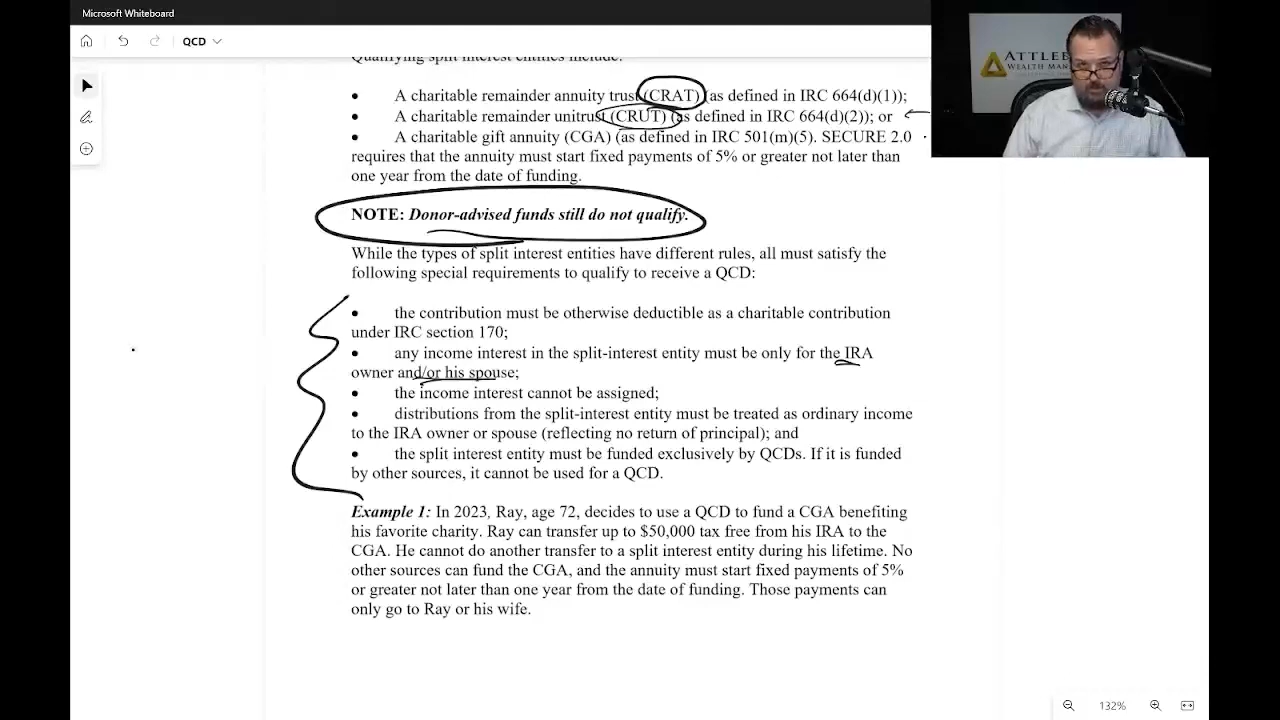 Microsoft Whiteboard
QCD
ATTLEB
WEALTH MAN
Qualifying split interest entities include:
• A charitable remainder annuity trust (CRAT) (as defined in IRC 664(d)(1));
• A charitable remainder unitrust (CRUT) (as defined in IRC 664(d)(2)); or
• A charitable gift annuity (CGA) (as defined in IRC 501(m)(5). SECURE 2.0
requires that the annuity must start fixed payments of 5% or greater not later than
one year from the date of funding.
NOTE: Donor-advised funds still do not qualify.
While the types of split interest entities have different rules, all must satisfy the
following special requirements to qualify to receive a QCD:
• the contribution must be otherwise deductible as a charitable contribution
under IRC section 170;
• any income interest in the split-interest entity must be only for the IRA
owner and/or his spouse;
• the income interest cannot be assigned;
• distributions from the split-interest entity must be treated as ordinary income
to the IRA owner or spouse (reflecting no return of principal); and
• the split interest entity must be funded exclusively by QCDs. If it is funded
by other sources, it cannot be used for a QCD.
Example 1: In 2023, Ray, age 72, decides to use a QCD to fund a CGA benefiting
his favorite charity. Ray can transfer up to $50,000 tax free from his IRA to the
CGA. He cannot do another transfer to a split interest entity during his lifetime. No
other sources can fund the CGA, and the annuity must start fixed payments of 5%
or greater not later than one year from the date of funding. Those payments can
only go to Ray or his wife.
132%